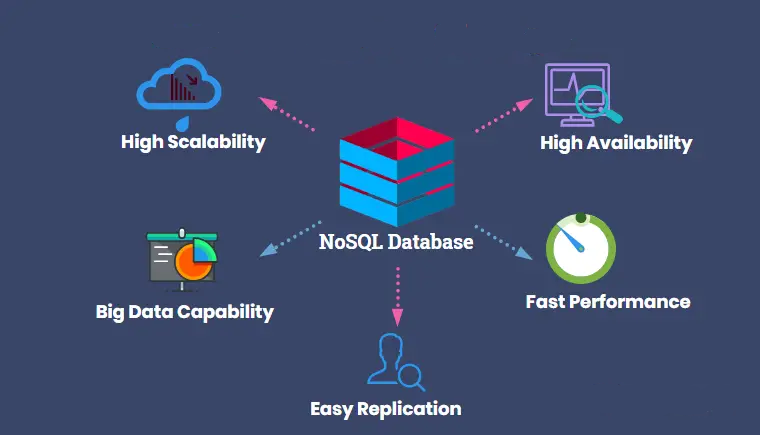 High Scalability
High Availability
NoSQL Database
Big Data Capability
Fast Performance
Easy Replication